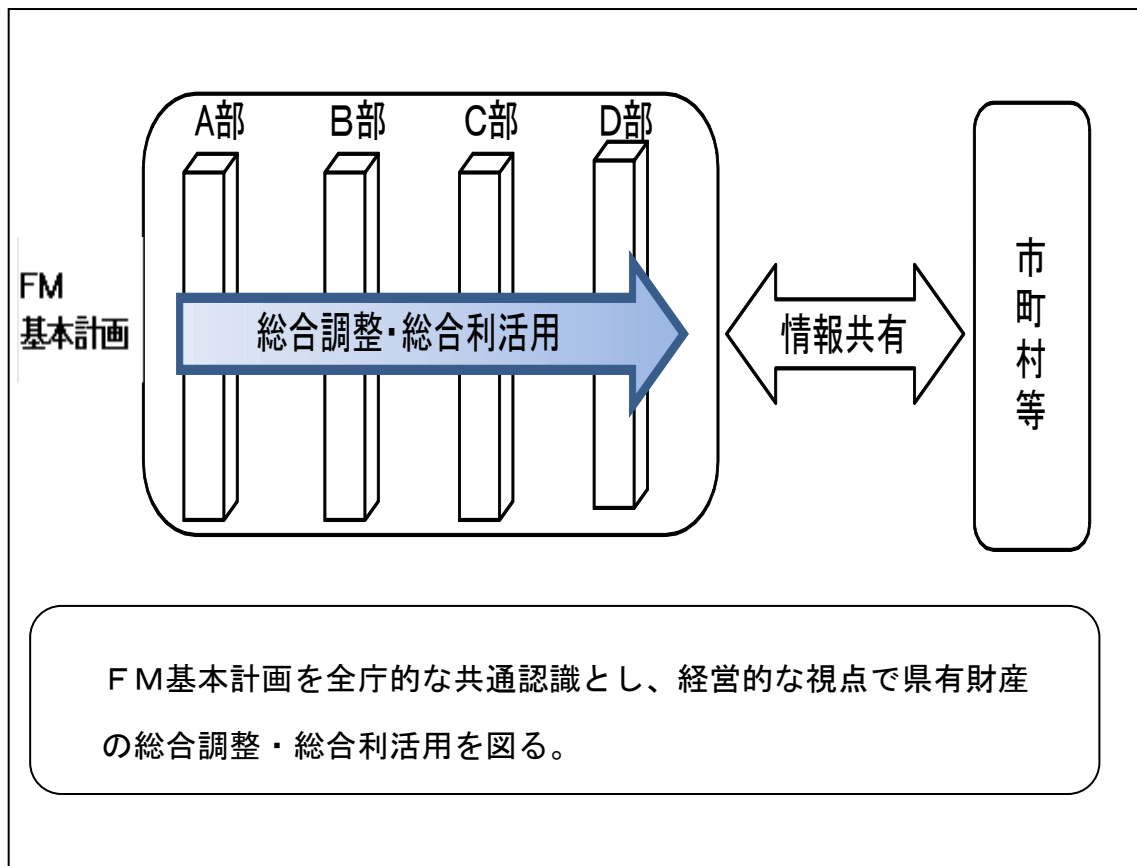 A部
B部
C部
D部
FM
基本計画
総合調整・総合利活用
情報共有
市町村等
ＦＭ基本計画を全庁的な共通認識とし、経営的な視点で県有財産
の総合調整・総合利活用を図る。